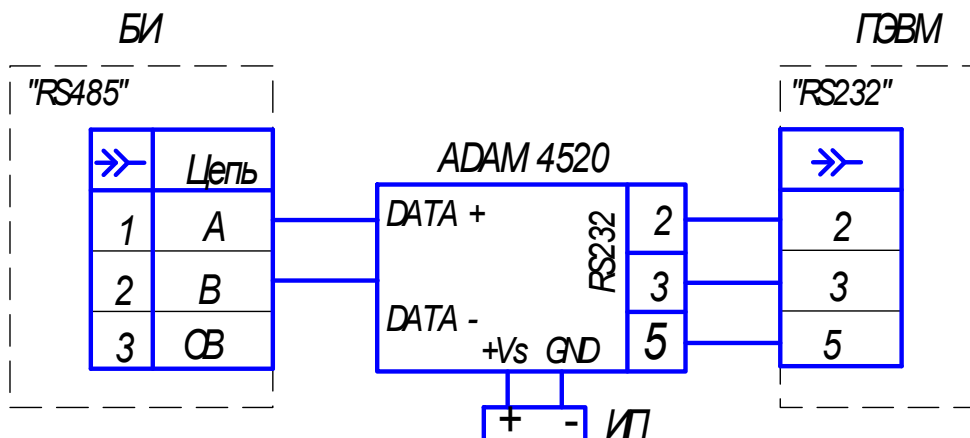 БИ
ПЭВМ
"RS485"
"RS232"
Цепь
ADAM 4520
1 A
DATA +
RS232
2
2
2 B
3
3
3 ОВ
DATA -
5
5
+Vs GND
+ -
ИП